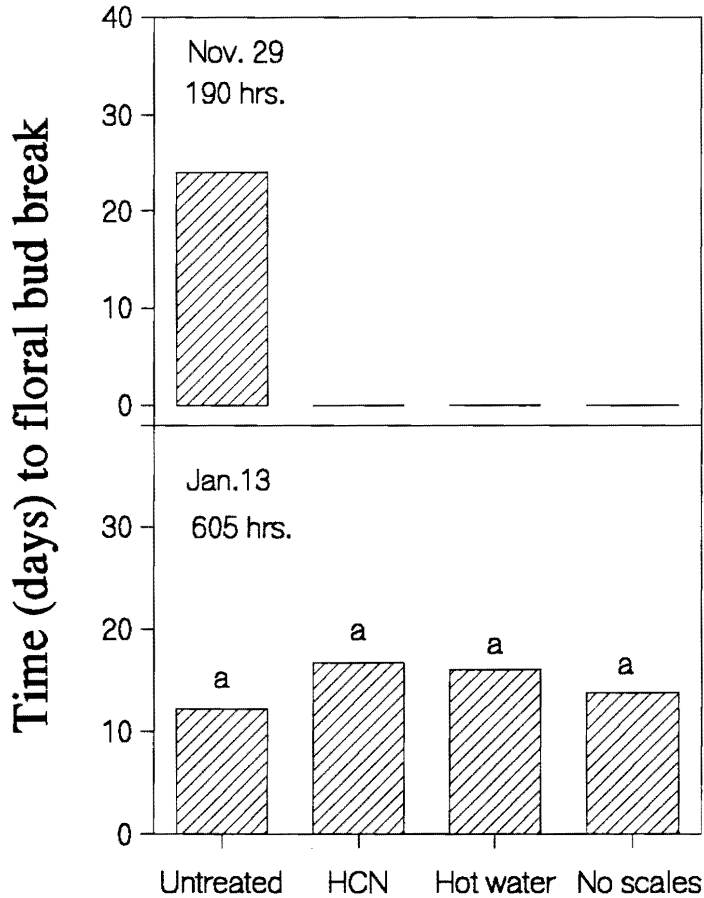 Time (days) to floral bud break
40
30
20
10
0
Nov. 29
190 hrs.
30
20
10
0
Jan.13
605 hrs.
a
a
a
a
Untreated HCN Hot water No scales